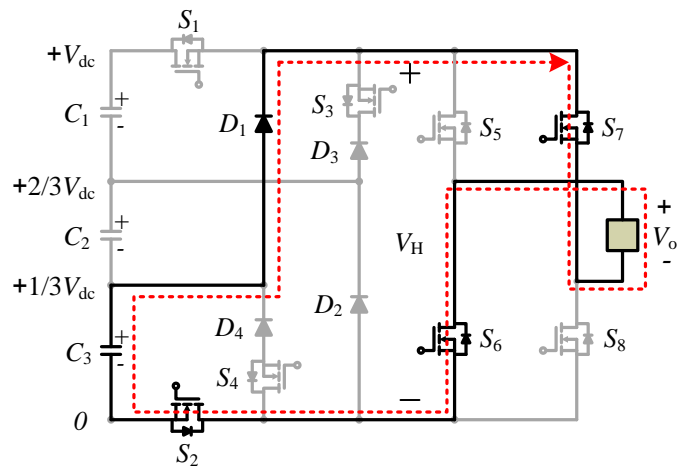 S1
+Vdc
+
C1
-
D1
+
S3
D3
S5
S7
+2/3Vdc
+
C2
-
VH
+
Vo
-
+1/3Vdc
D2
+
C3
-
D4
S4
S6
S8
0
−
S2